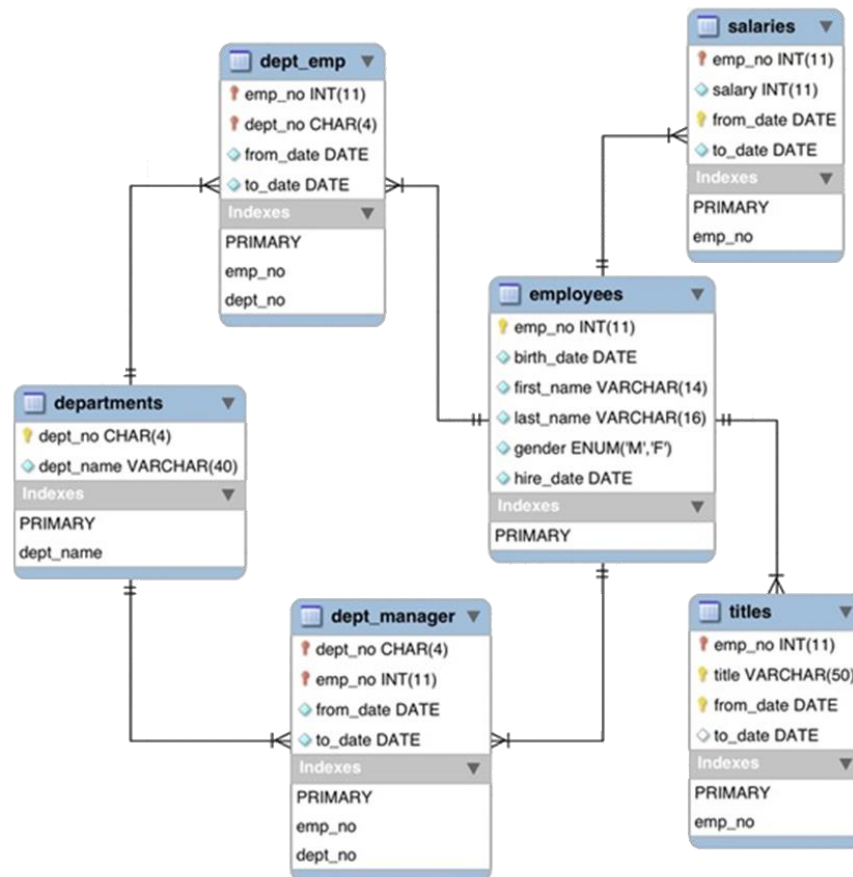 salaries
emp_no INT(11)
salary INT(11)
from_date DATE
to_date DATE
Indexes
PRIMARY
emp_no
dept_emp
emp_no INT(11)
dept_no CHAR(4)
from_date DATE
to_date DATE
Indexes
PRIMARY
emp_no
dept_no
employees
emp_no INT(11)
birth_date DATE
first_name VARCHAR(14)
last_name VARCHAR(16)
gender ENUM('M','F')
hire_date DATE
Indexes
PRIMARY
departments
dept_no CHAR(4)
dept_name VARCHAR(40)
Indexes
PRIMARY
dept_name
dept_manager
dept_no CHAR(4)
emp_no INT(11)
from_date DATE
to_date DATE
Indexes
PRIMARY
emp_no
dept_no
titles
emp_no INT(11)
title VARCHAR(50)
from_date DATE
to_date DATE
Indexes
PRIMARY
emp_no